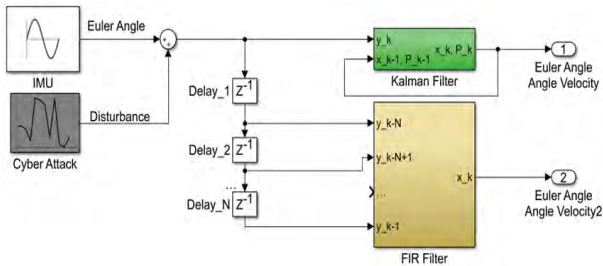 IMU
Euler Angle
Cyber Attack
Disturbance
y_k
x_k-1, P_k-1
x_k, P_k
Kalman Filter
1
Euler Angle
Angle Velocity
Delay_1
Z-1
Delay_2
Z-1
...
Delay_N
Z-1
y_k-N
y_k-N+1
...
y_k-1
x_k
FIR Filter
2
Euler Angle
Angle Velocity2